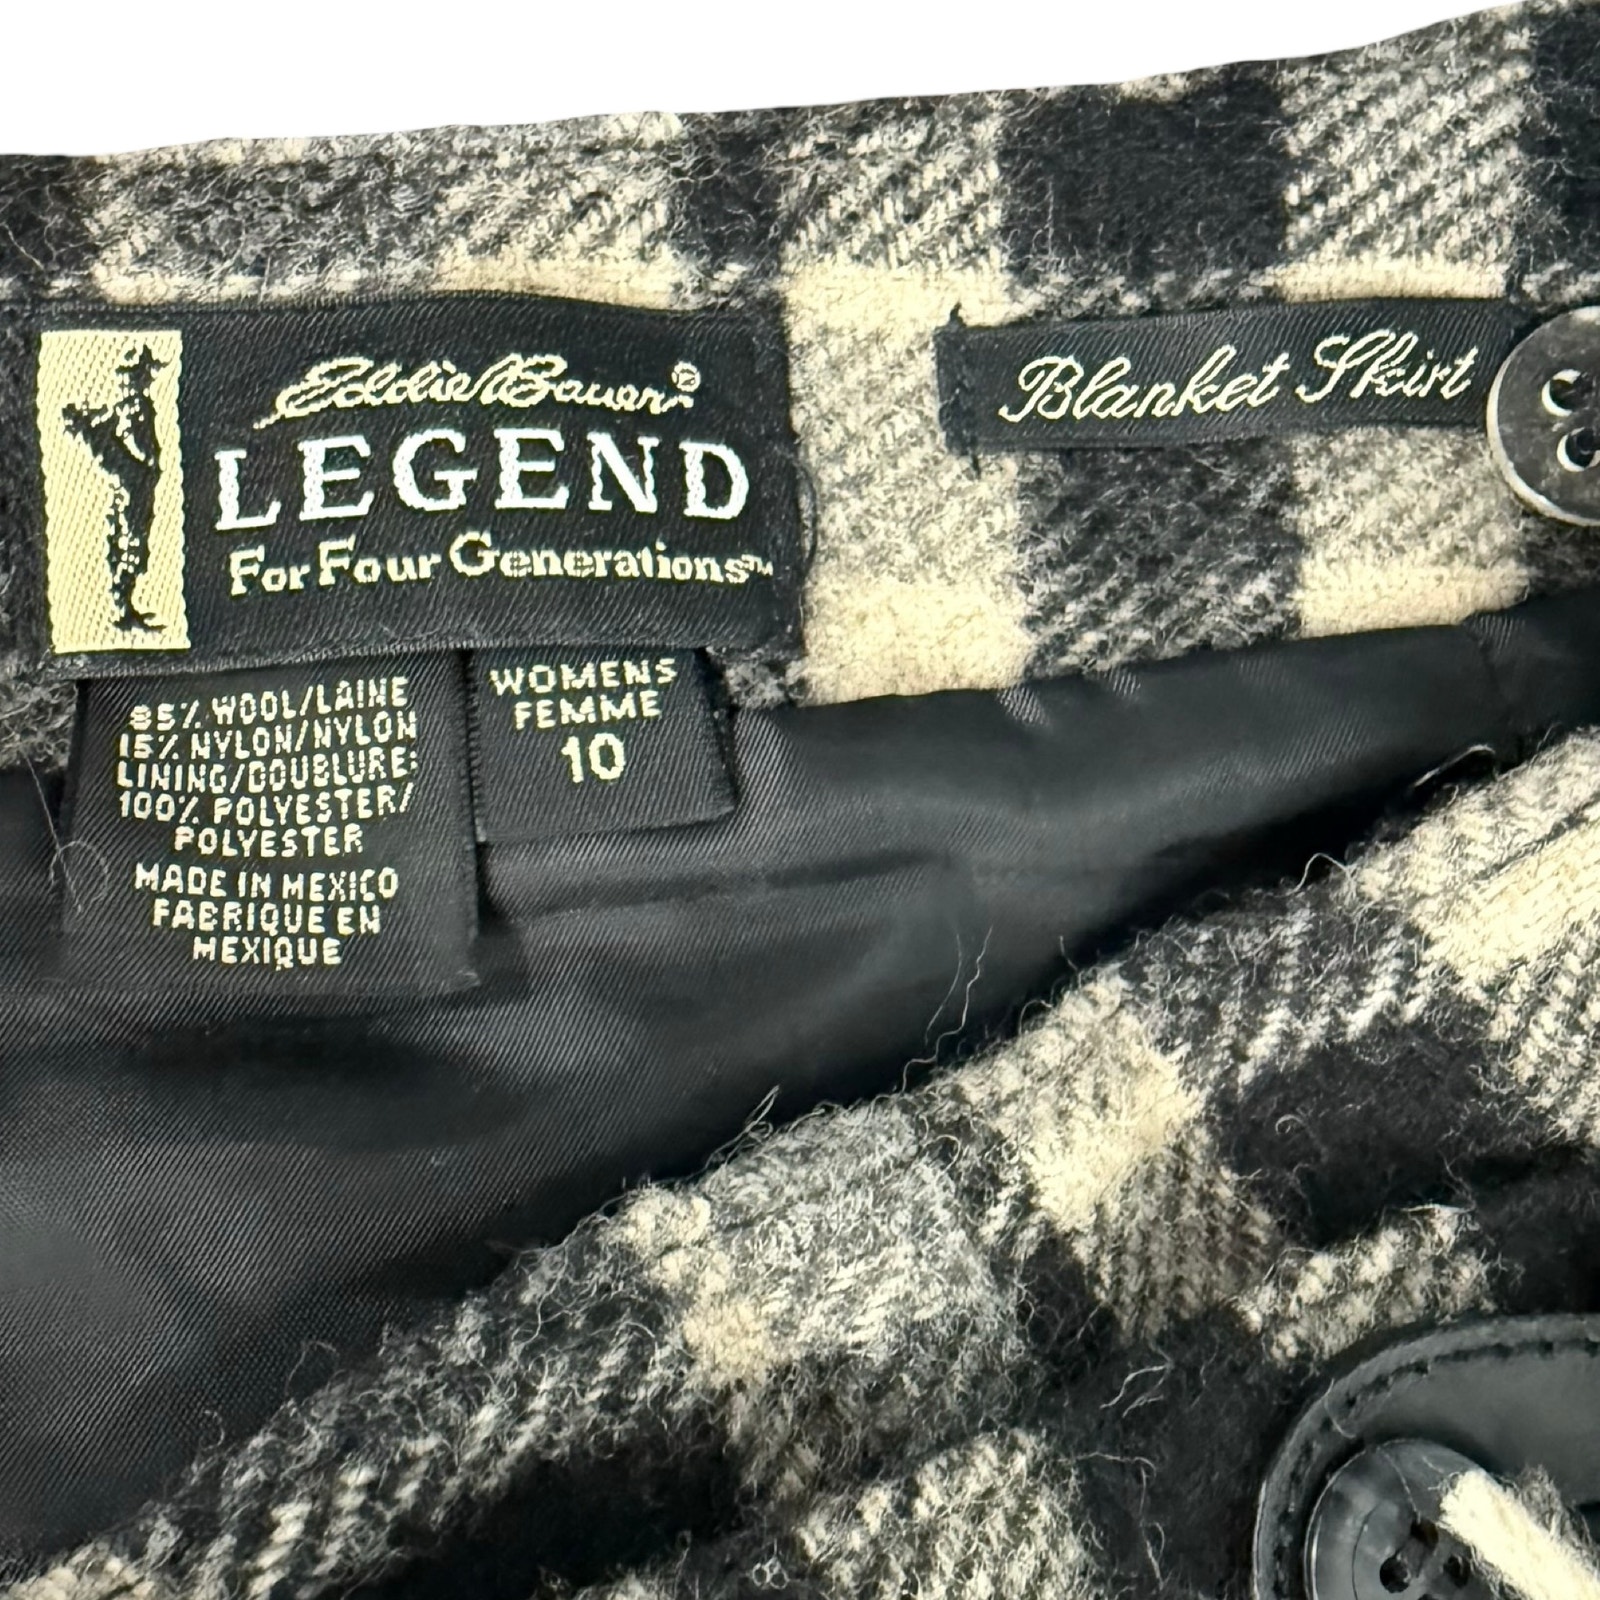 Eddie Bauer®
LEGEND
For Four Generations™
Blanket Skirt
85% WOOL/LAINE
15% NYLON/NYLON
LINING/DOUBLURE:
100% POLYESTER/
POLYESTER
MADE IN MEXICO
FABRIQUE EN
MEXIQUE
WOMENS
FEMME
10